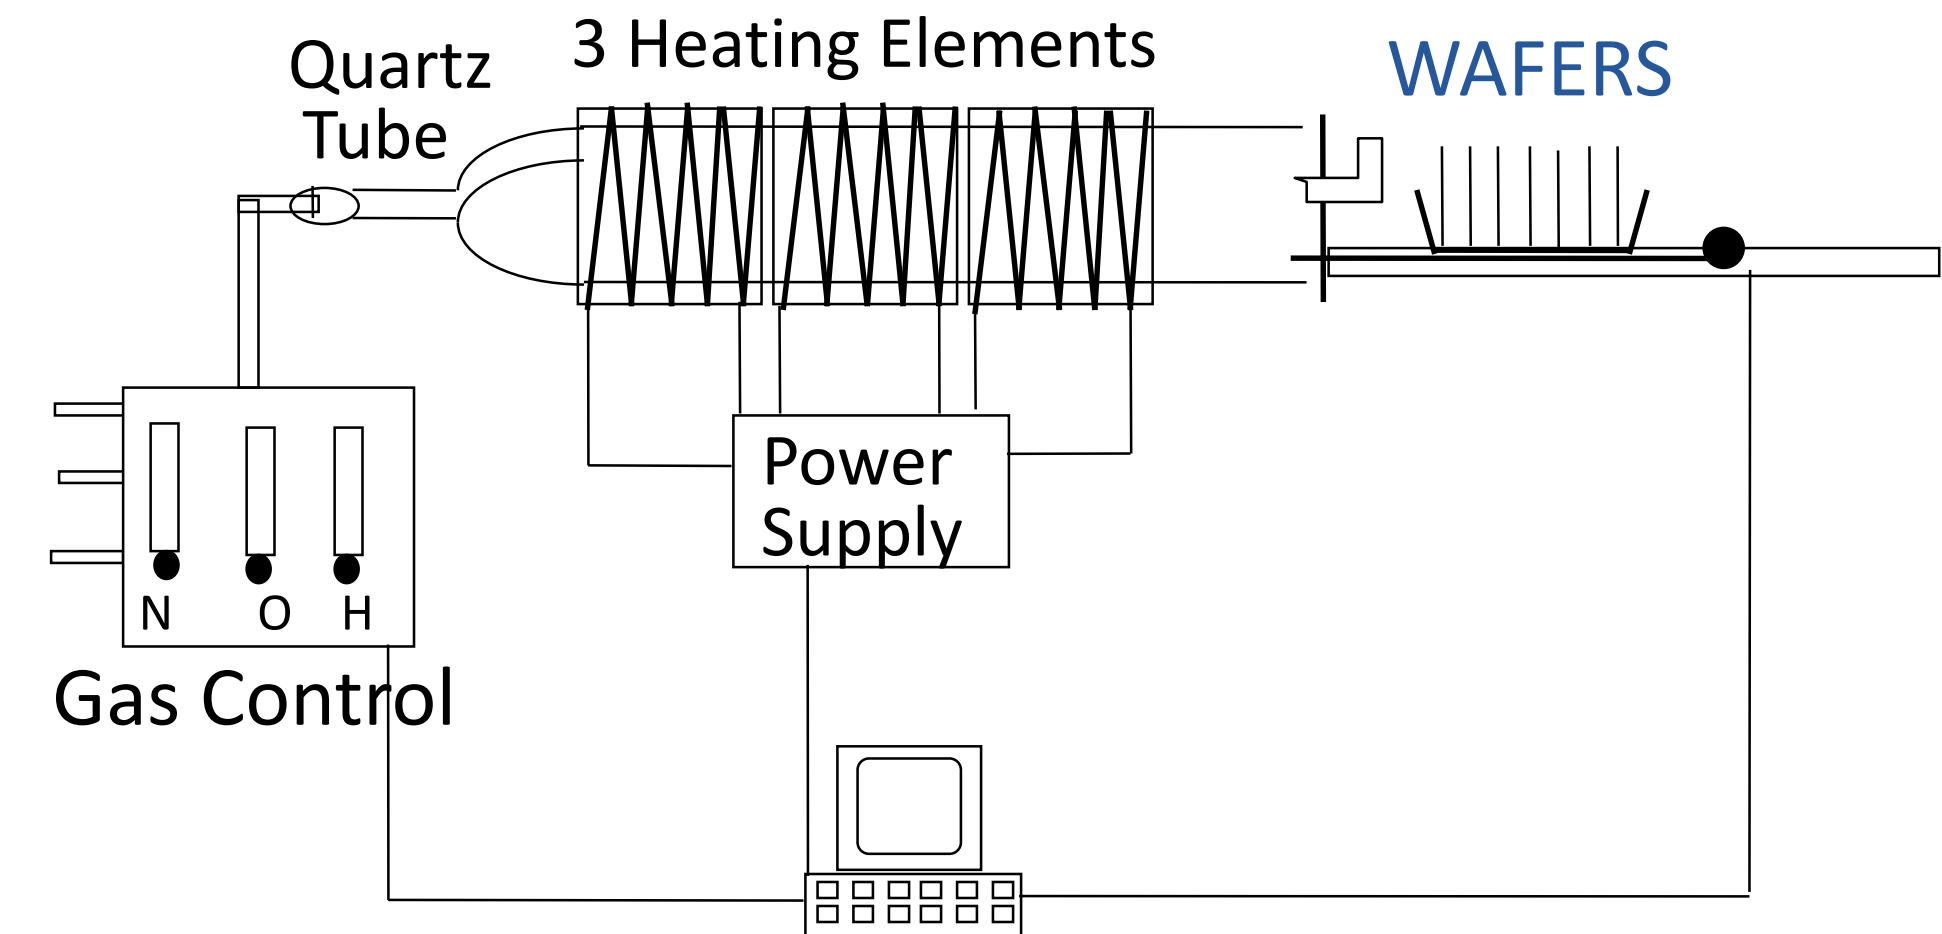 3 Heating Elements
Quartz
Tube
WAFERS
Power
Supply
N O H
Gas Control